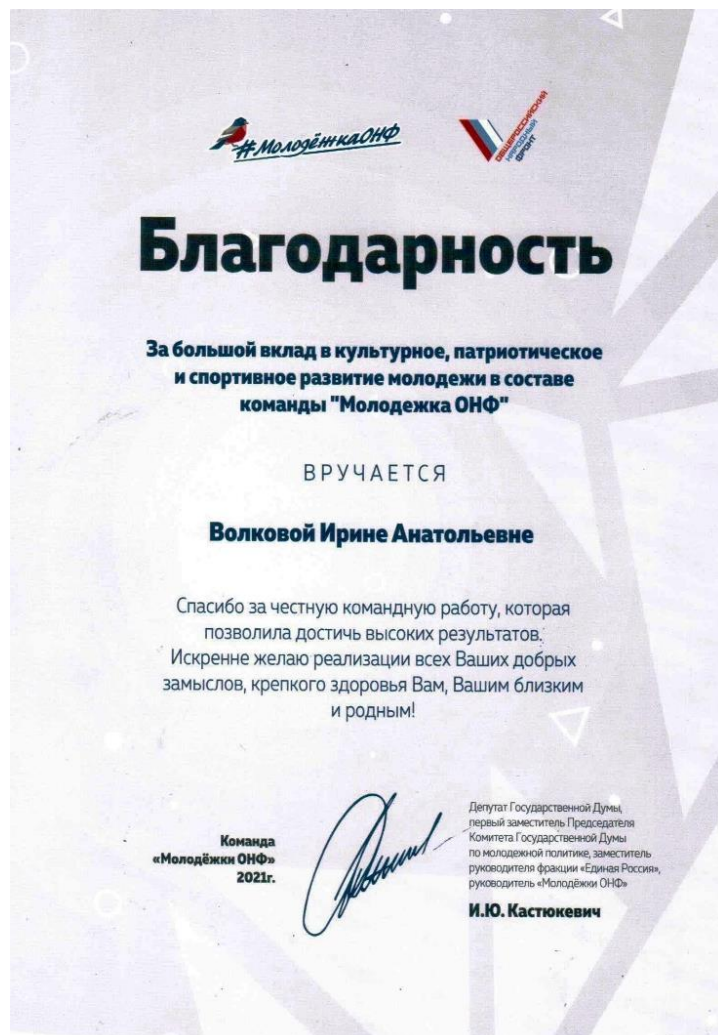 #МолодёжкаОНФ
ОБЩЕРОССИЙСКИЙ
НАРОДНЫЙ
ФРОНТ
Благодарность
За большой вклад в культурное, патриотическое
и спортивное развитие молодежи в составе
команды "Молодежка ОНФ"
ВРУЧАЕТСЯ
Волковой Ирине Анатольевне
Спасибо за честную командную работу, которая
позволила достичь высоких результатов.
Искренне желаю реализации всех Ваших добрых
замыслов, крепкого здоровья Вам, Вашим близким
и родным!
Команда
«Молодёжки ОНФ»
2021г.
Депутат Государственной Думы,
первый заместитель Председателя
Комитета Государственной Думы
по молодежной политике, заместитель
руководителя фракции «Единая Россия»,
руководитель «Молодёжки ОНФ»
И.Ю. Кастюкевич